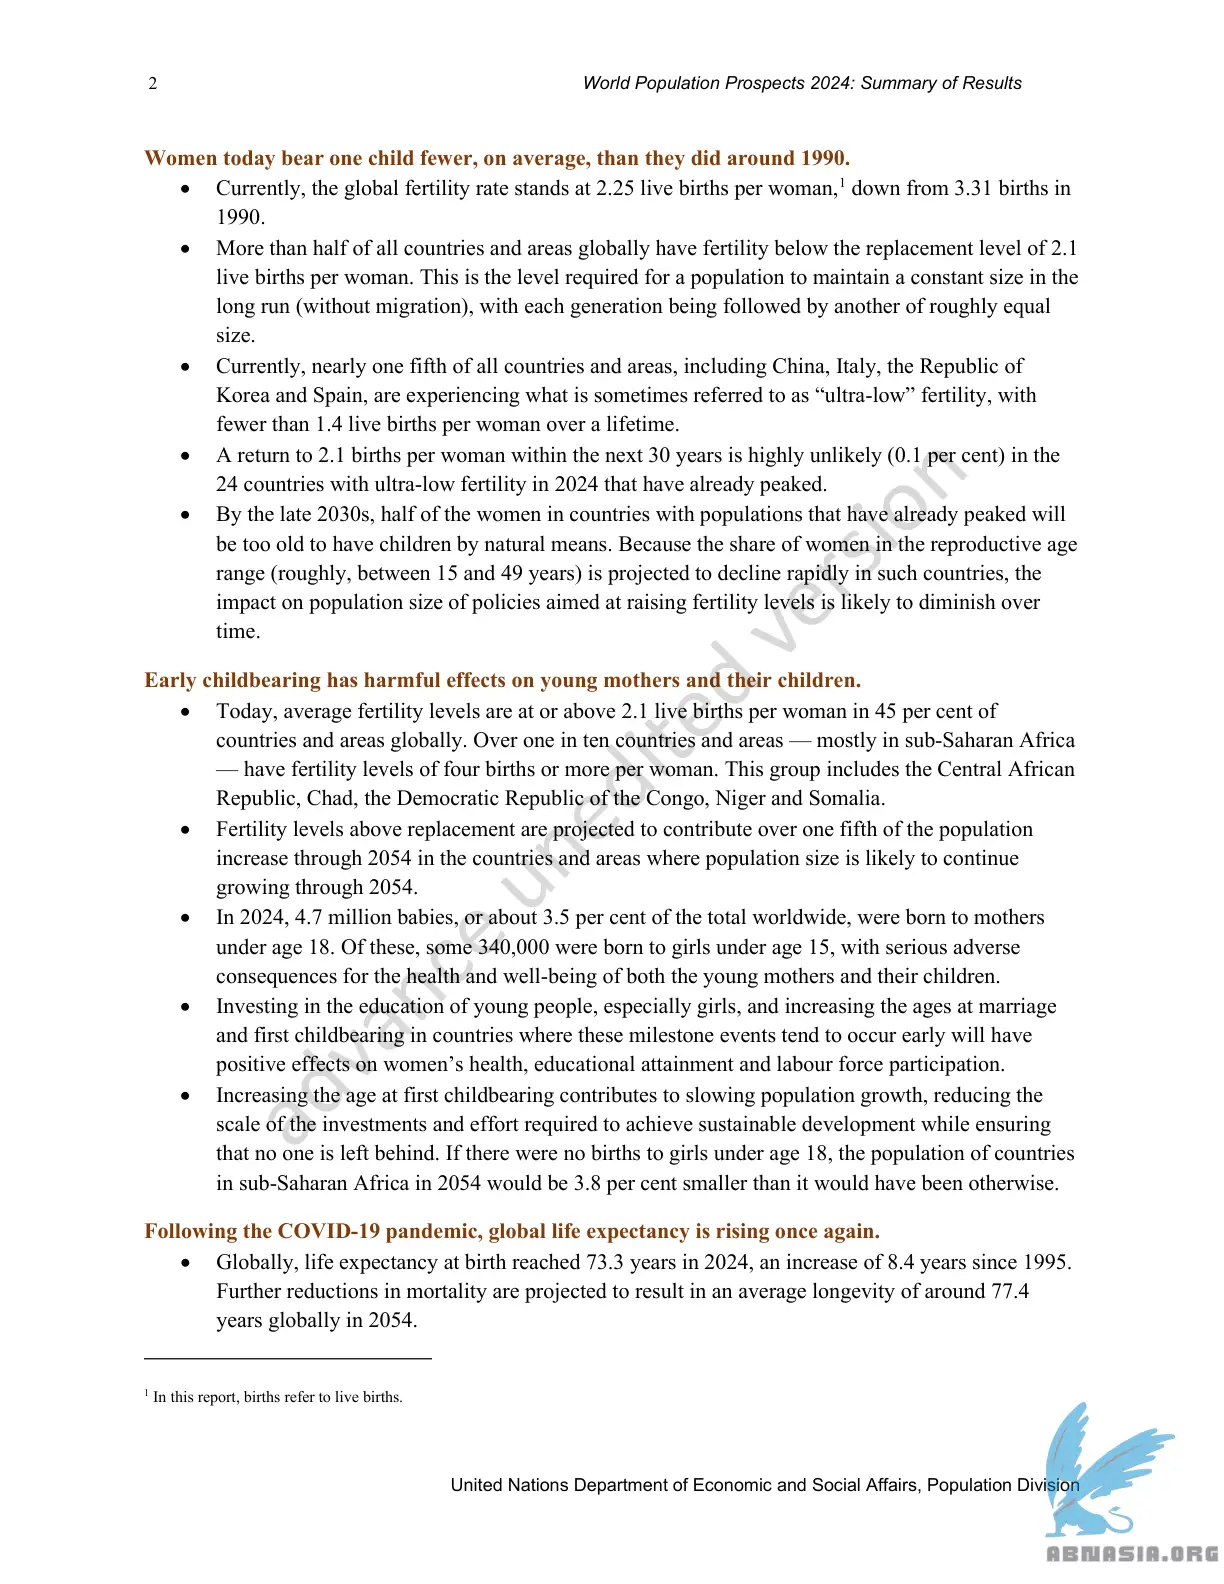 2 World Population Prospects 2024: Summary of Results
Women today bear one child fewer, on average, than they did around 1990.
• Currently, the global fertility rate stands at 2.25 live births per woman,1 down from 3.31 births in
1990.
• More than half of all countries and areas globally have fertility below the replacement level of 2.1
live births per woman. This is the level required for a population to maintain a constant size in the
long run (without migration), with each generation being followed by another of roughly equal
size.
• Currently, nearly one fifth of all countries and areas, including China, Italy, the Republic of
Korea and Spain, are experiencing what is sometimes referred to as “ultra-low” fertility, with
fewer than 1.4 live births per woman over a lifetime.
• A return to 2.1 births per woman within the next 30 years is highly unlikely (0.1 per cent) in the
24 countries with ultra-low fertility in 2024 that have already peaked.
• By the late 2030s, half of the women in countries with populations that have already peaked will
be too old to have children by natural means. Because the share of women in the reproductive age
range (roughly, between 15 and 49 years) is projected to decline rapidly in such countries, the
impact on population size of policies aimed at raising fertility levels is likely to diminish over
time.
Early childbearing has harmful effects on young mothers and their children.
• Today, average fertility levels are at or above 2.1 live births per woman in 45 per cent of
countries and areas globally. Over one in ten countries and areas — mostly in sub-Saharan Africa
— have fertility levels of four births or more per woman. This group includes the Central African
Republic, Chad, the Democratic Republic of the Congo, Niger and Somalia.
• Fertility levels above replacement are projected to contribute over one fifth of the population
increase through 2054 in the countries and areas where population size is likely to continue
growing through 2054.
• In 2024, 4.7 million babies, or about 3.5 per cent of the total worldwide, were born to mothers
under age 18. Of these, some 340,000 were born to girls under age 15, with serious adverse
consequences for the health and well-being of both the young mothers and their children.
• Investing in the education of young people, especially girls, and increasing the ages at marriage
and first childbearing in countries where these milestone events tend to occur early will have
positive effects on women’s health, educational attainment and labour force participation.
• Increasing the age at first childbearing contributes to slowing population growth, reducing the
scale of the investments and effort required to achieve sustainable development while ensuring
that no one is left behind. If there were no births to girls under age 18, the population of countries
in sub-Saharan Africa in 2054 would be 3.8 per cent smaller than it would have been otherwise.
Following the COVID-19 pandemic, global life expectancy is rising once again.
• Globally, life expectancy at birth reached 73.3 years in 2024, an increase of 8.4 years since 1995.
Further reductions in mortality are projected to result in an average longevity of around 77.4
years globally in 2054.
1 In this report, births refer to live births.
United Nations Department of Economic and Social Affairs, Population Division
advance unedited version
ABNASIA.ORG